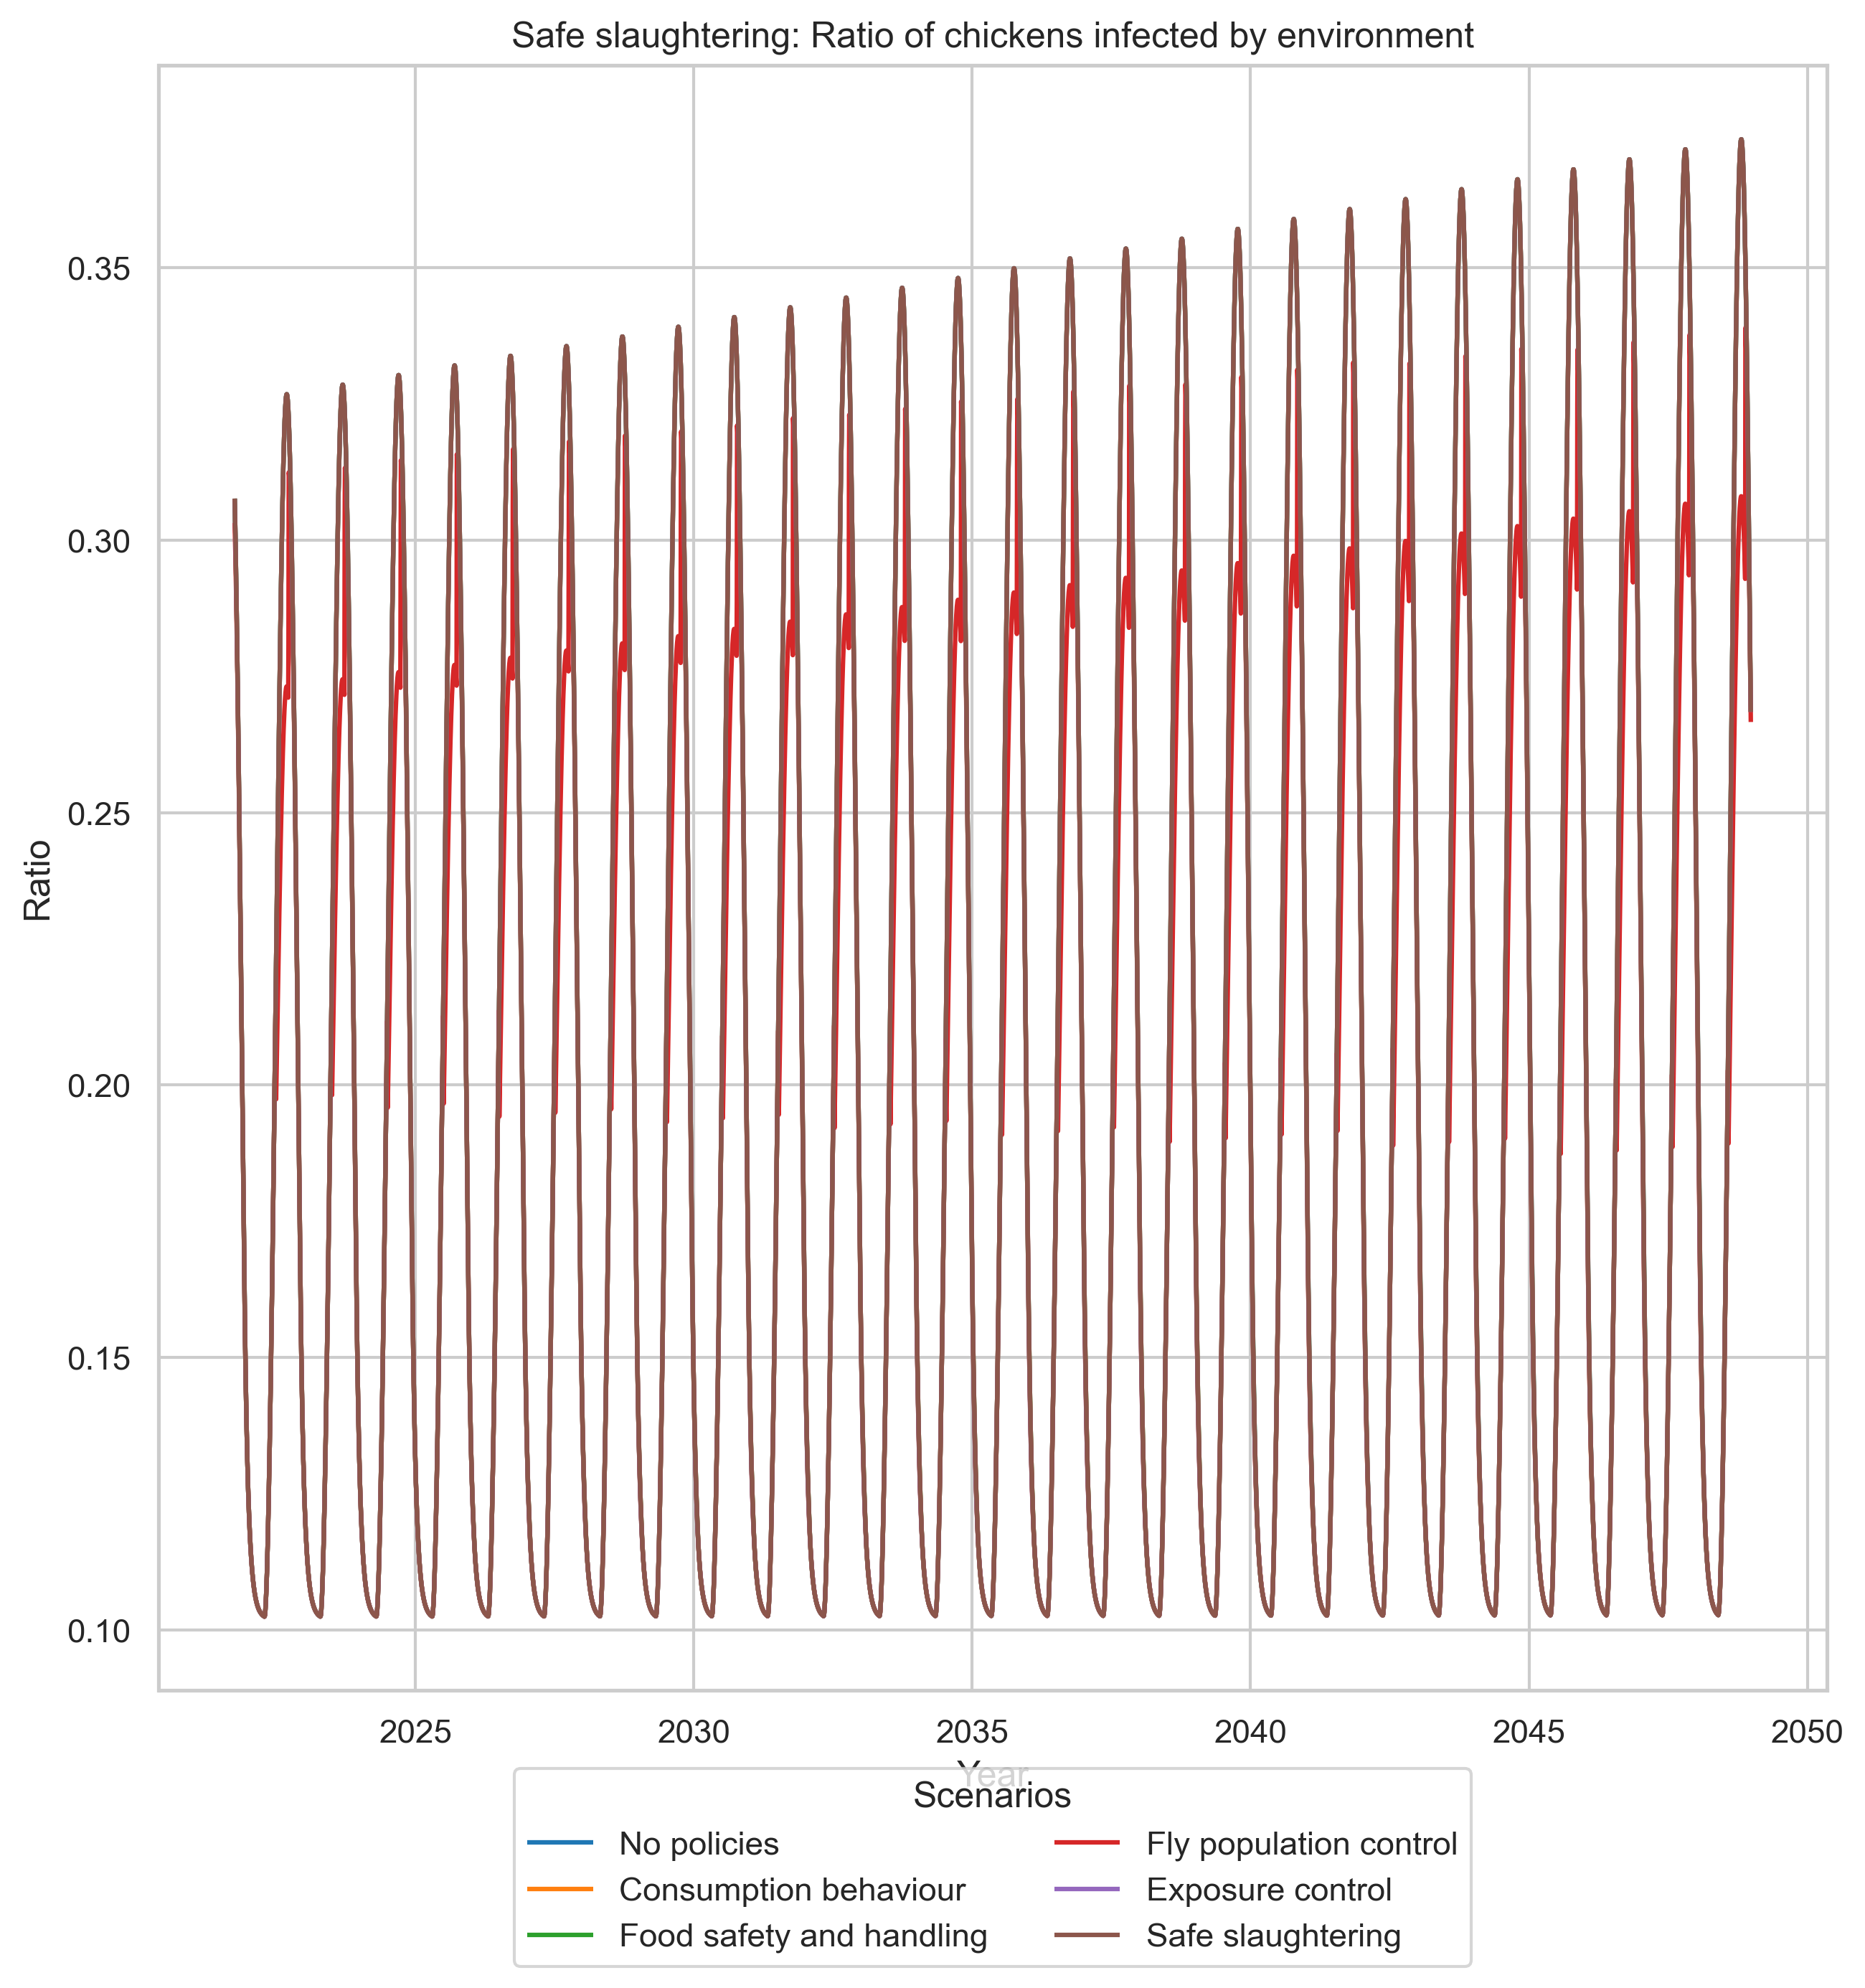 Safe slaughtering: Ratio of chickens infected by environment
Ratio
0.35
0.30
0.25
0.20
0.15
0.10
2025 2030 2035 2040 2045 2050
Year
Scenarios
No policies
Consumption behaviour
Food safety and handling
Fly population control
Exposure control
Safe slaughtering